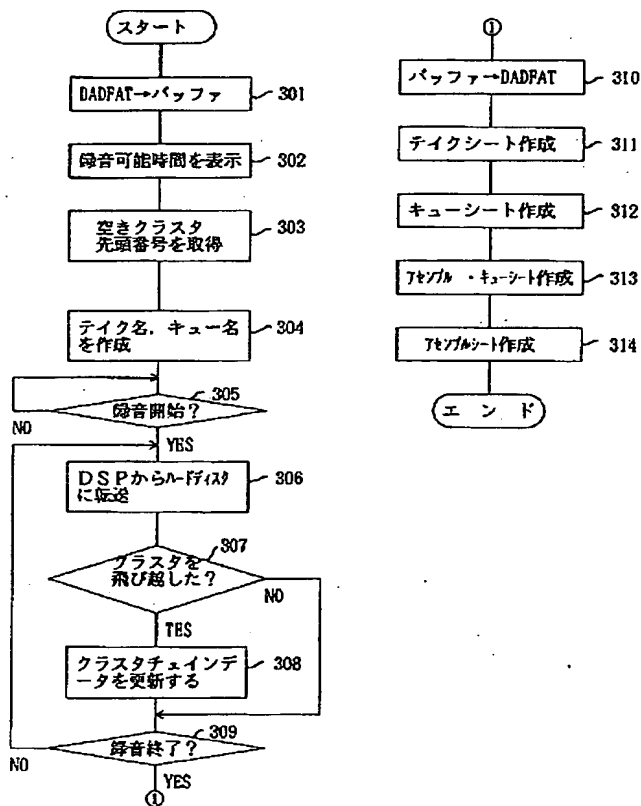 スタート
DADFAT→バッファ
301
録音可能時間を表示
302
空きクラスタ
先頭番号を取得
303
テイク名，キュー名
を作成
304
305
録音開始？
NO
YES
DSPからハードディスク
に転送
306
307
クラスタを
飛び越した？
NO
YES
クラスタチェインデ
ータを更新する
308
309
録音終了？
NO
YES
①
①
バッファ→DADFAT
310
テイクシート作成
311
キューシート作成
312
アセンブル・キューシート作成
313
アセンブルシート作成
314
エンド